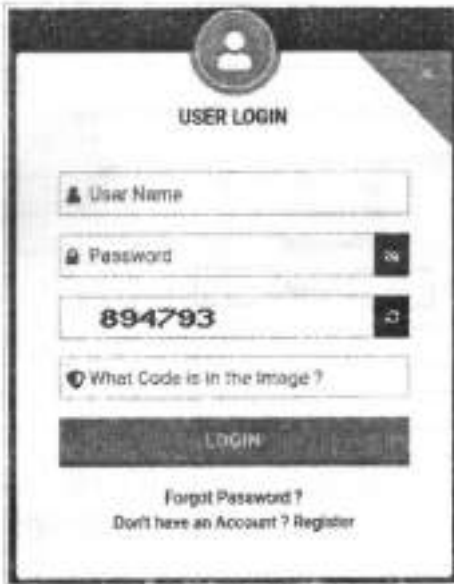 USER LOGIN
User Name
Password
894793
What Code is in the Image ?
LOGIN
Forgot Password ?
Don't have an Account ? Register